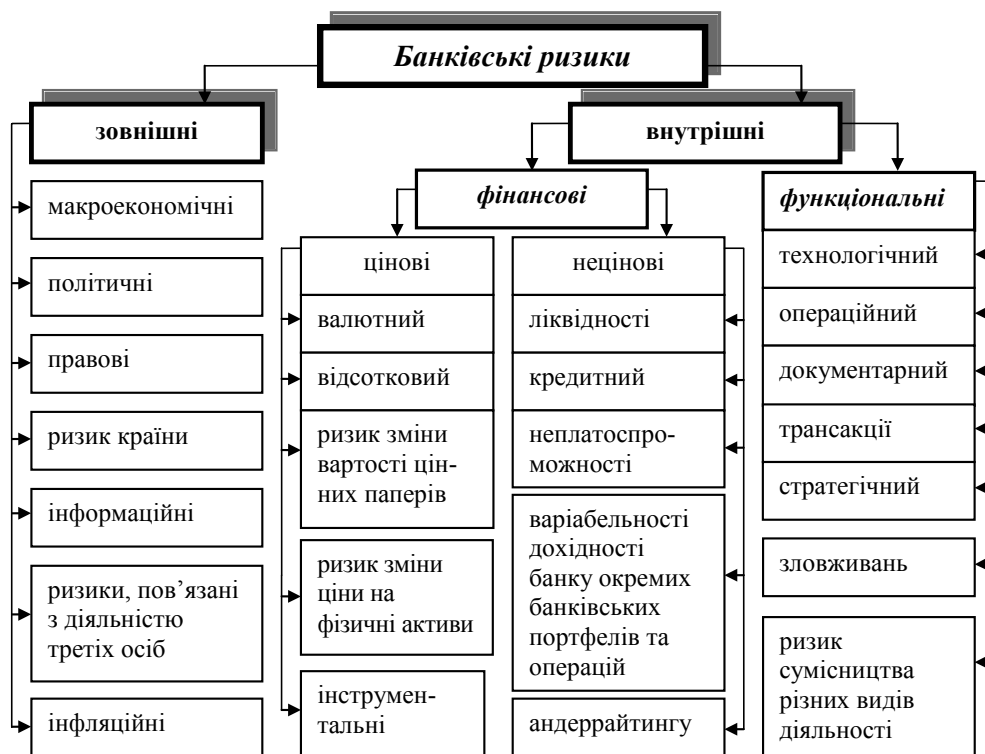 Банківські ризики
зовнішні
внутрішні
макроекономічні
політичні
правові
ризик країни
інформаційні
ризики, пов’язані
з діяльністю
третіх осіб
інфляційні
фінансові
цінові
валютний
відсотковий
ризик зміни
вартості цін-
них паперів
ризик зміни
ціни на
фізичні активи
інструмен-
тальні
нецінові
ліквідності
кредитний
неплатоспро-
можності
варіабельності
дохідності
банку окремих
банківських
портфелів та
операцій
андеррайтингу
функціональні
технологічний
операційний
документарний
трансакції
стратегічний
зловживань
ризик
сумісництва
різних видів
діяльності